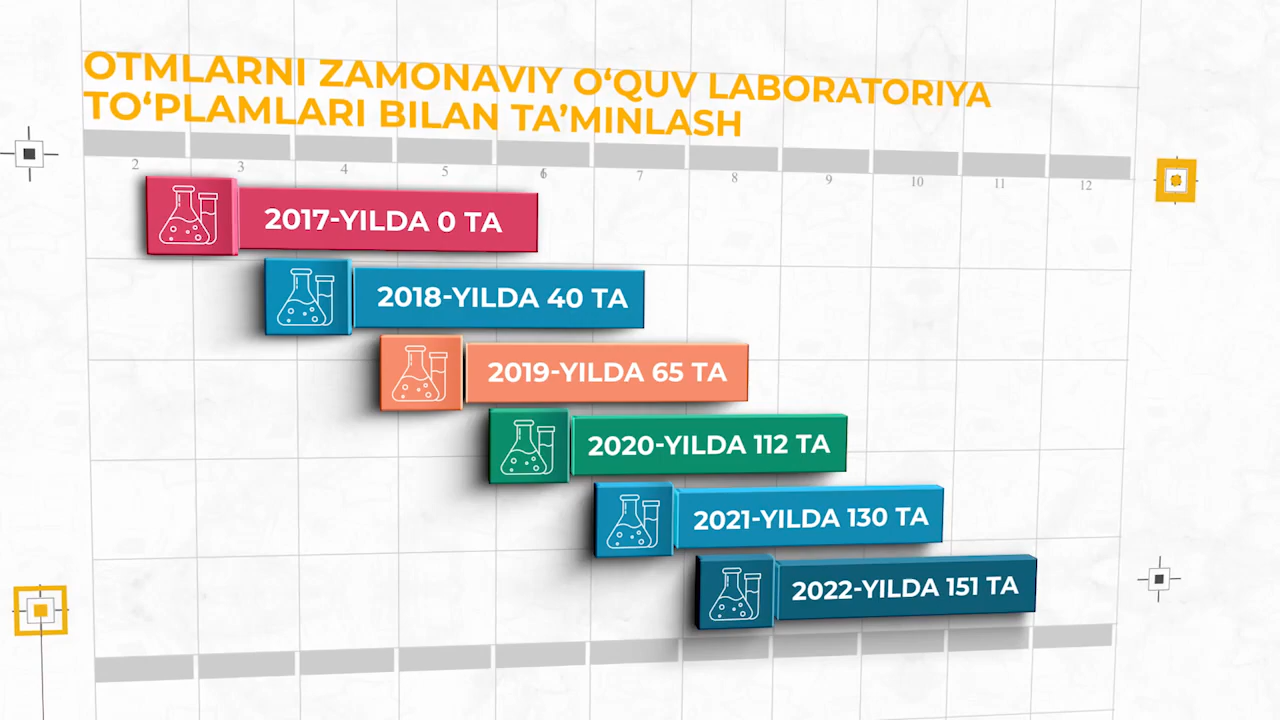 OTMLARNI ZAMONAVIY O‘QUV LABORATORIYA
TO‘PLAMLARI BILAN TA’MINLASH
2 3 4 5 6 7 8 9 10 11 12
2017-YILDA 0 TA
2018-YILDA 40 TA
2019-YILDA 65 TA
2020-YILDA 112 TA
2021-YILDA 130 TA
2022-YILDA 151 TA